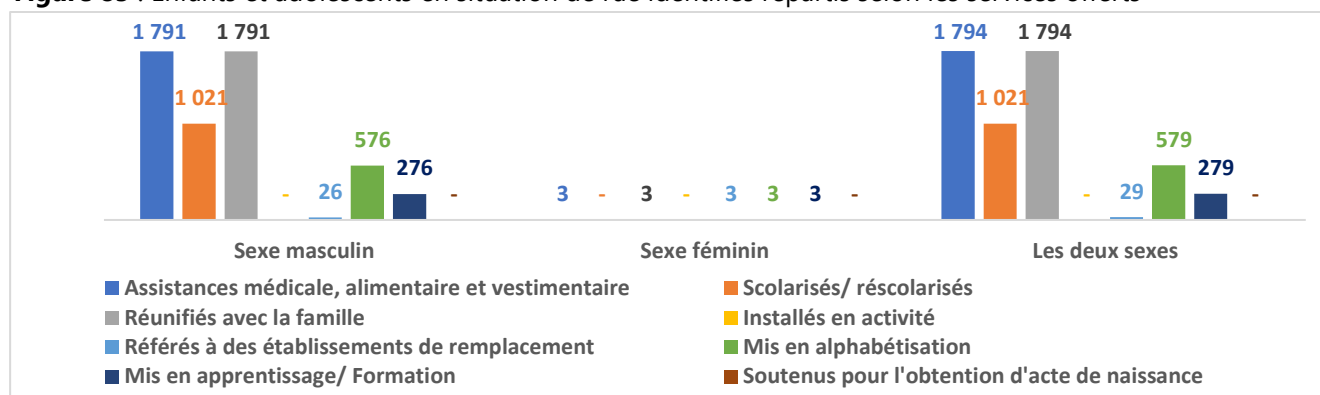 Figure : Enfants et adolescents en situation de rue identifiés répartis selon les services offerts
1 791 1 791 1 794 1 794
1 021 1 021
576 579
276 279
- 26 - 3 - 3 - 3 3 3 - - 29 -
Sexe masculin Sexe féminin Les deux sexes
Assistances médicale, alimentaire et vestimentaire Scolarisés/ réscolarisés
Réunifiés avec la famille Installés en activité
Référés à des établissements de remplacement Mis en alphabétisation
Mis en apprentissage/ Formation Soutenus pour l'obtention d'acte de naissance